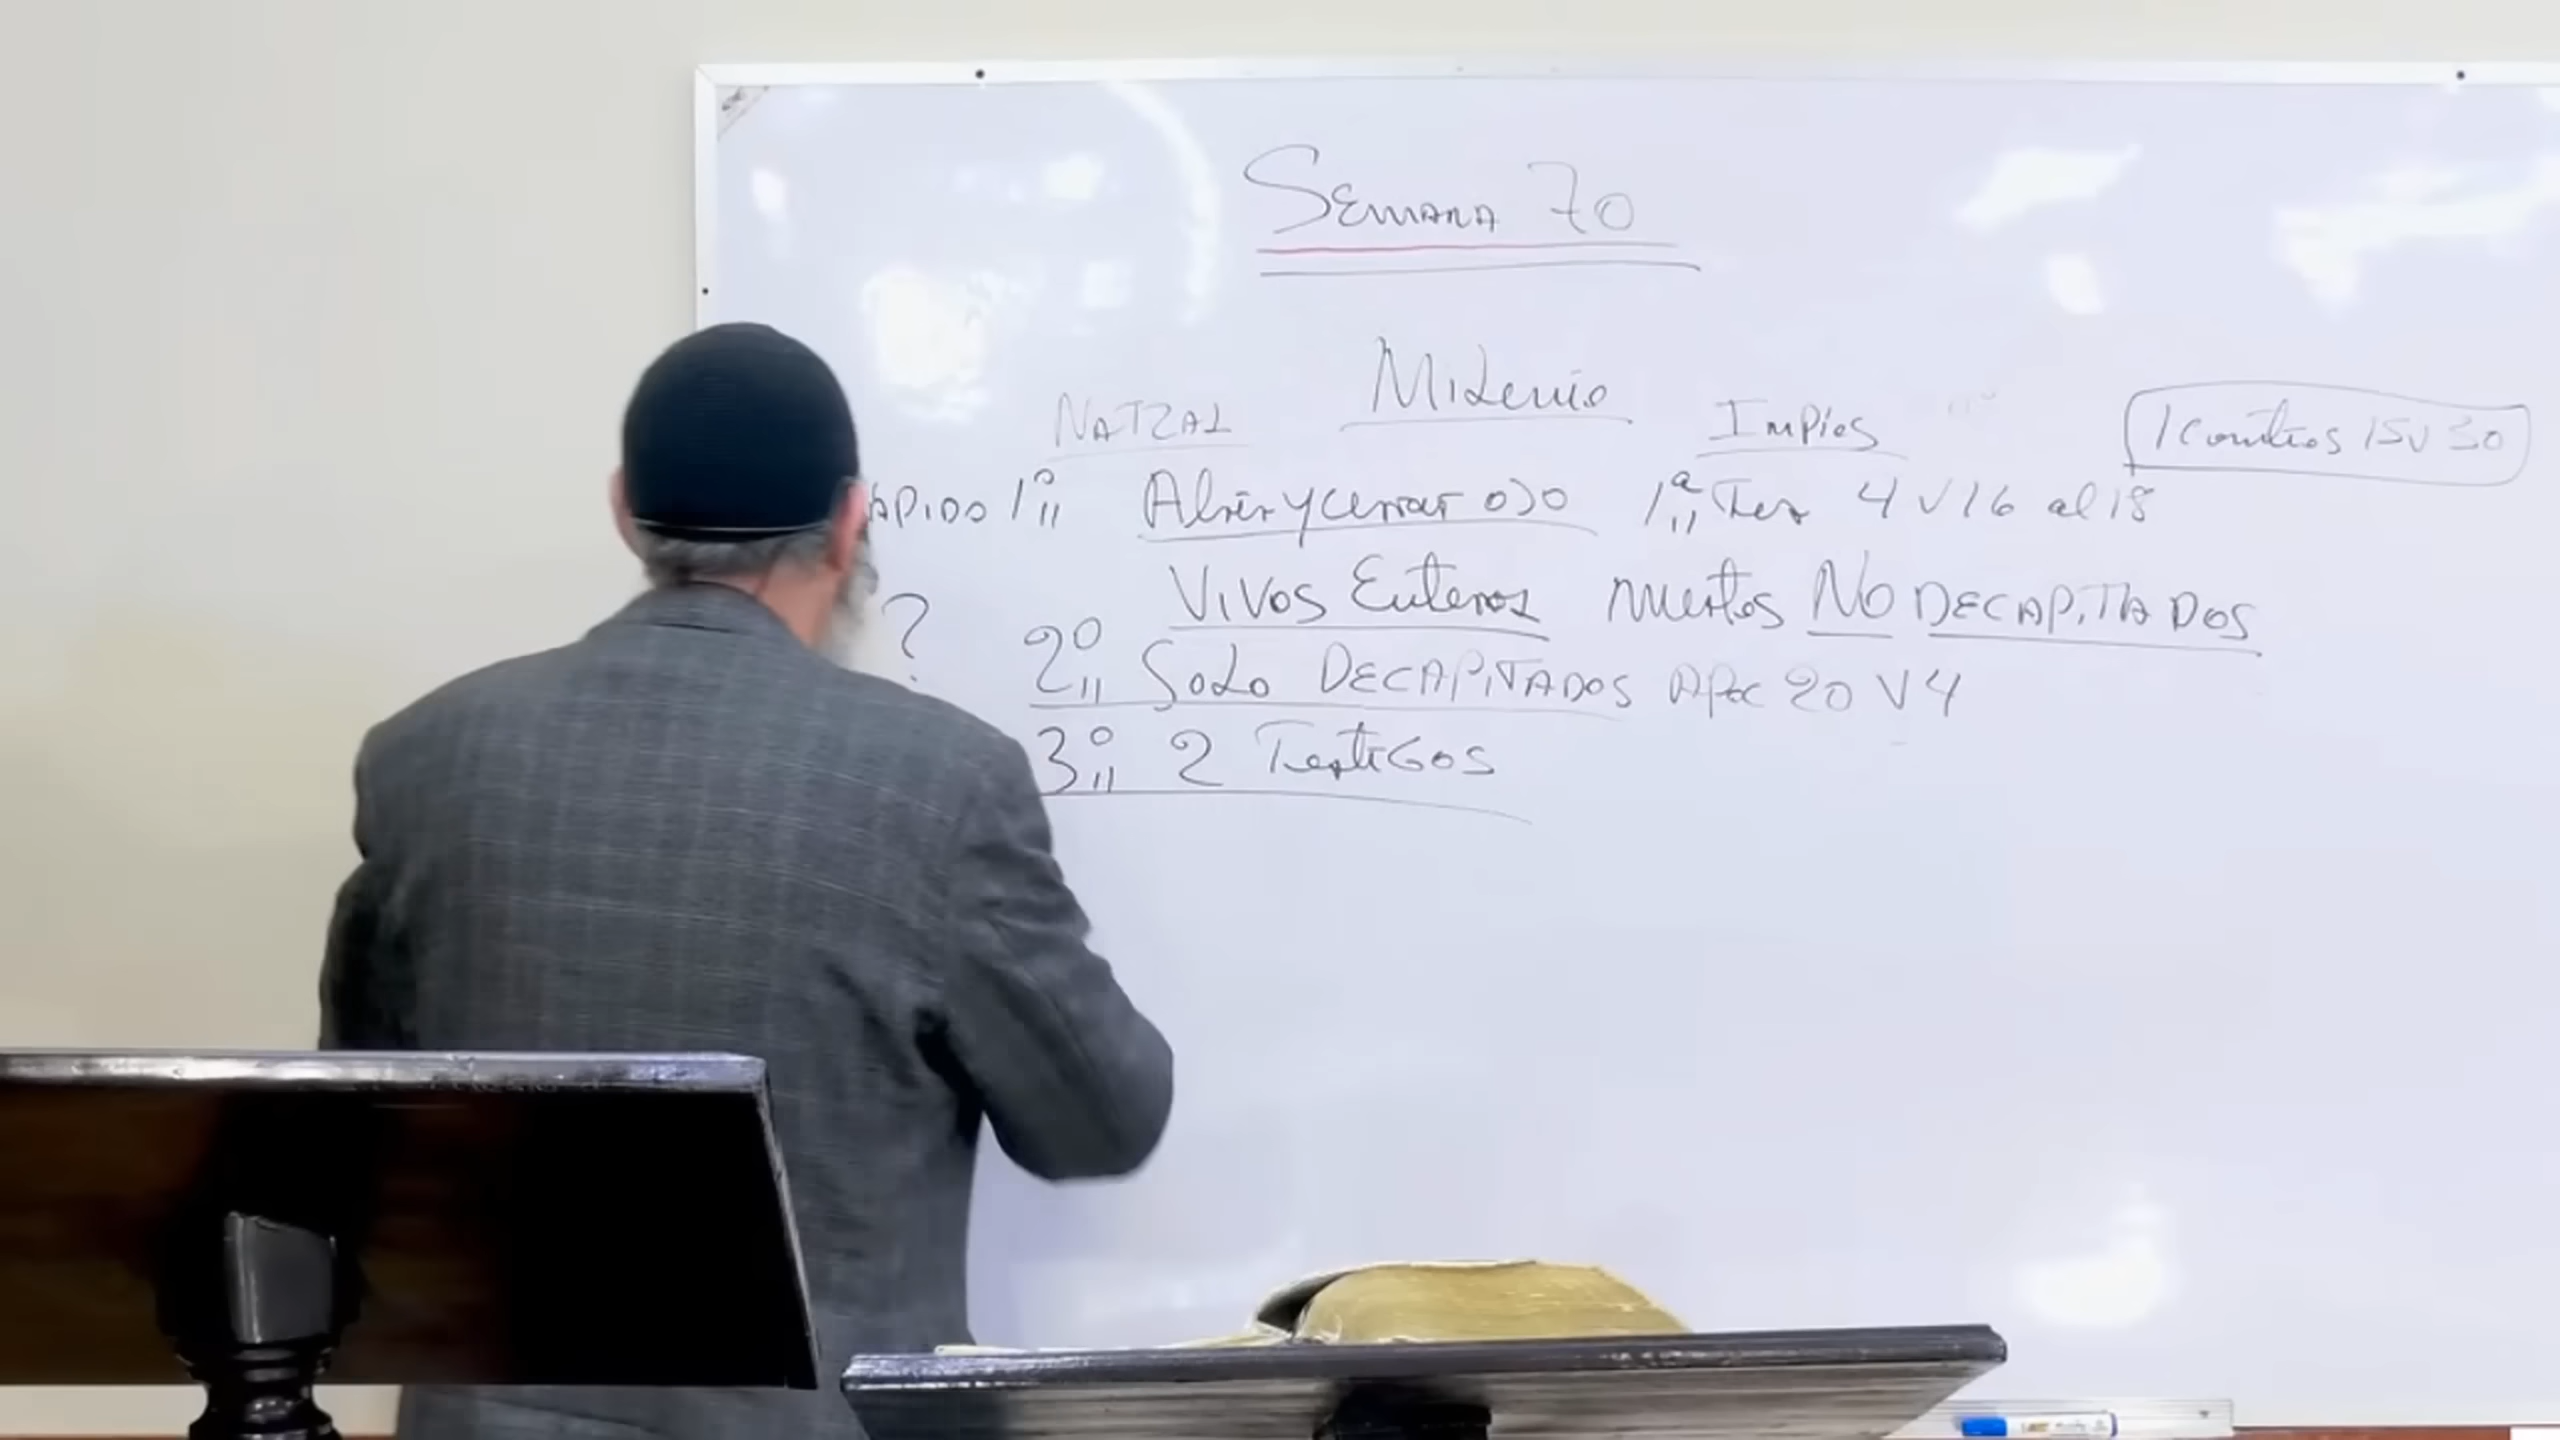 Semana 70
Milenio
NATZAL Impíos 1 Corintios 15 v 30
ÁPIDO 1º Abrir y cerrar ojo 1ª Tes 4 v 16 al 18
Vivos Enteros muertos NO DECAPITADOS
? 2º Solo DECAPITADOS Apoc 20 V 4
3º 2 Testigos